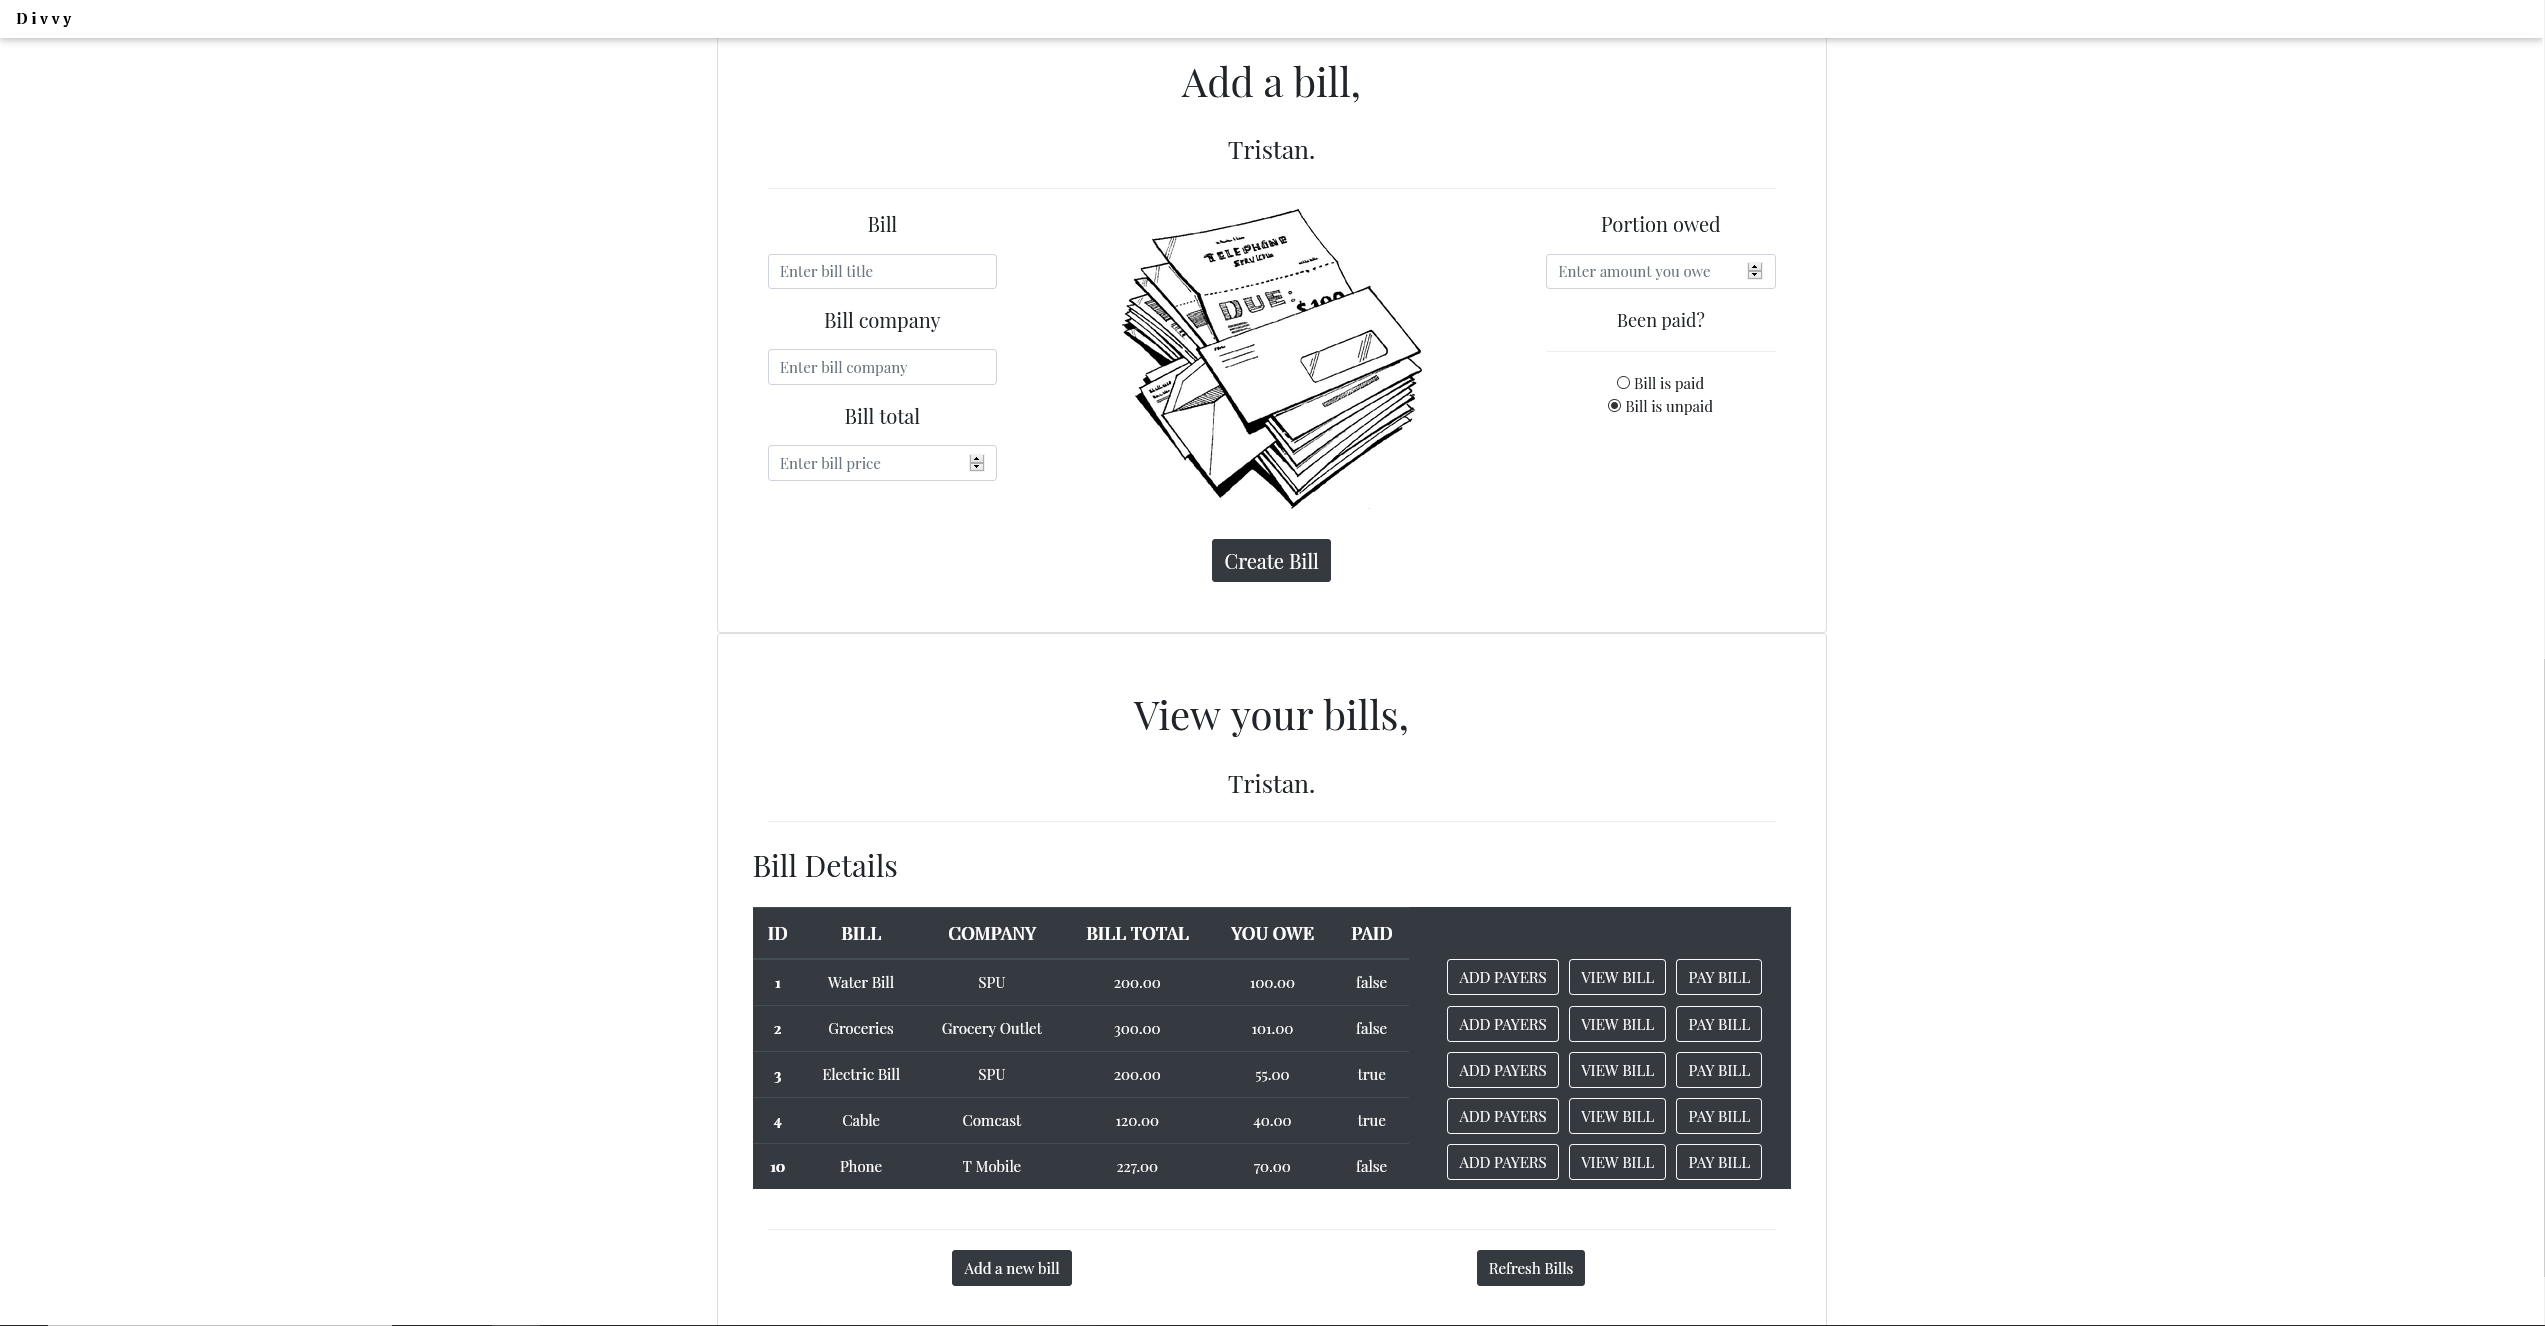 Divvy
Add a bill,
Tristan.
Bill
Enter bill title
Bill company
Enter bill company
Bill total
Enter bill price
TELEPHONE
DUE:
$100
Portion owed
Enter amount you owe
Been paid?
Bill is paid
Bill is unpaid
Create Bill
View your bills,
Tristan.
Bill Details
ID BILL COMPANY BILL TOTAL YOU OWE PAID
1 Water Bill SPU 200.00 100.00 false ADD PAYERS VIEW BILL PAY BILL
2 Groceries Grocery Outlet 300.00 101.00 false ADD PAYERS VIEW BILL PAY BILL
3 Electric Bill SPU 200.00 55.00 true ADD PAYERS VIEW BILL PAY BILL
4 Cable Comcast 120.00 40.00 true ADD PAYERS VIEW BILL PAY BILL
10 Phone T Mobile 227.00 70.00 false ADD PAYERS VIEW BILL PAY BILL
Add a new bill Refresh Bills